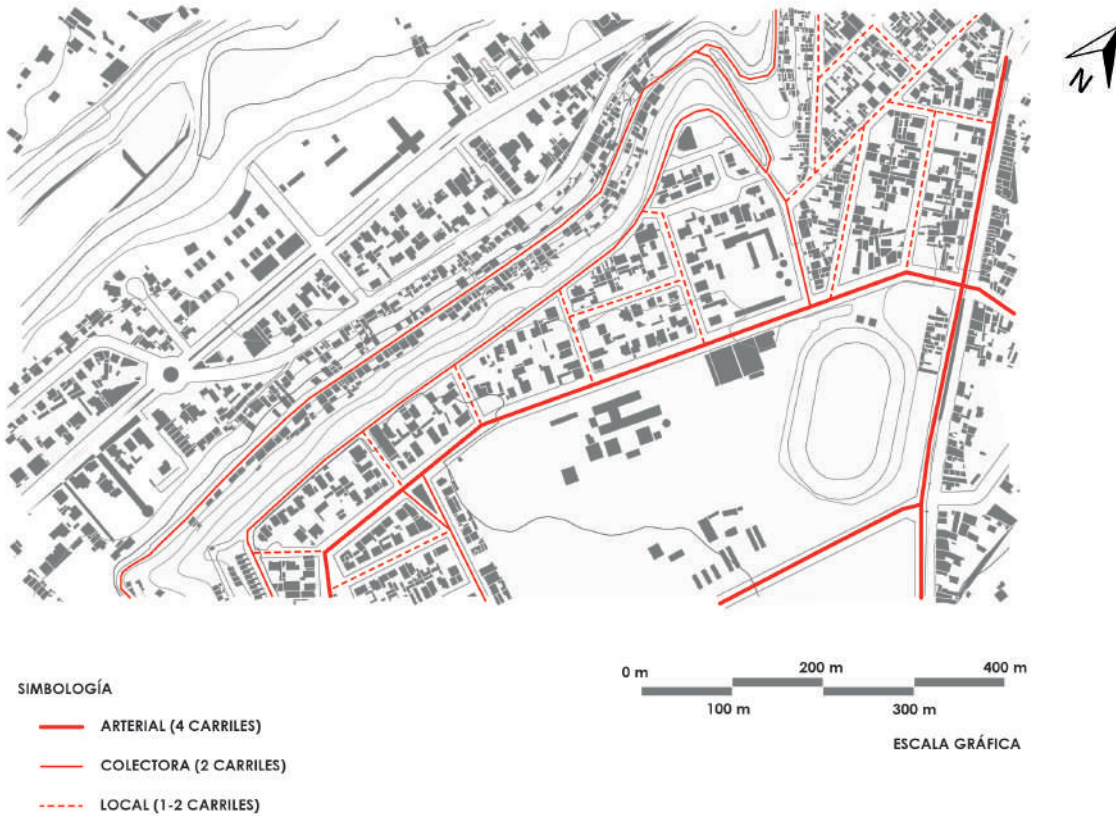 N
SIMBOLOGÍA
ARTERIAL (4 CARRILES)
COLECTORA (2 CARRILES)
LOCAL (1-2 CARRILES)
0 m 200 m 400 m
100 m 300 m
ESCALA GRÁFICA